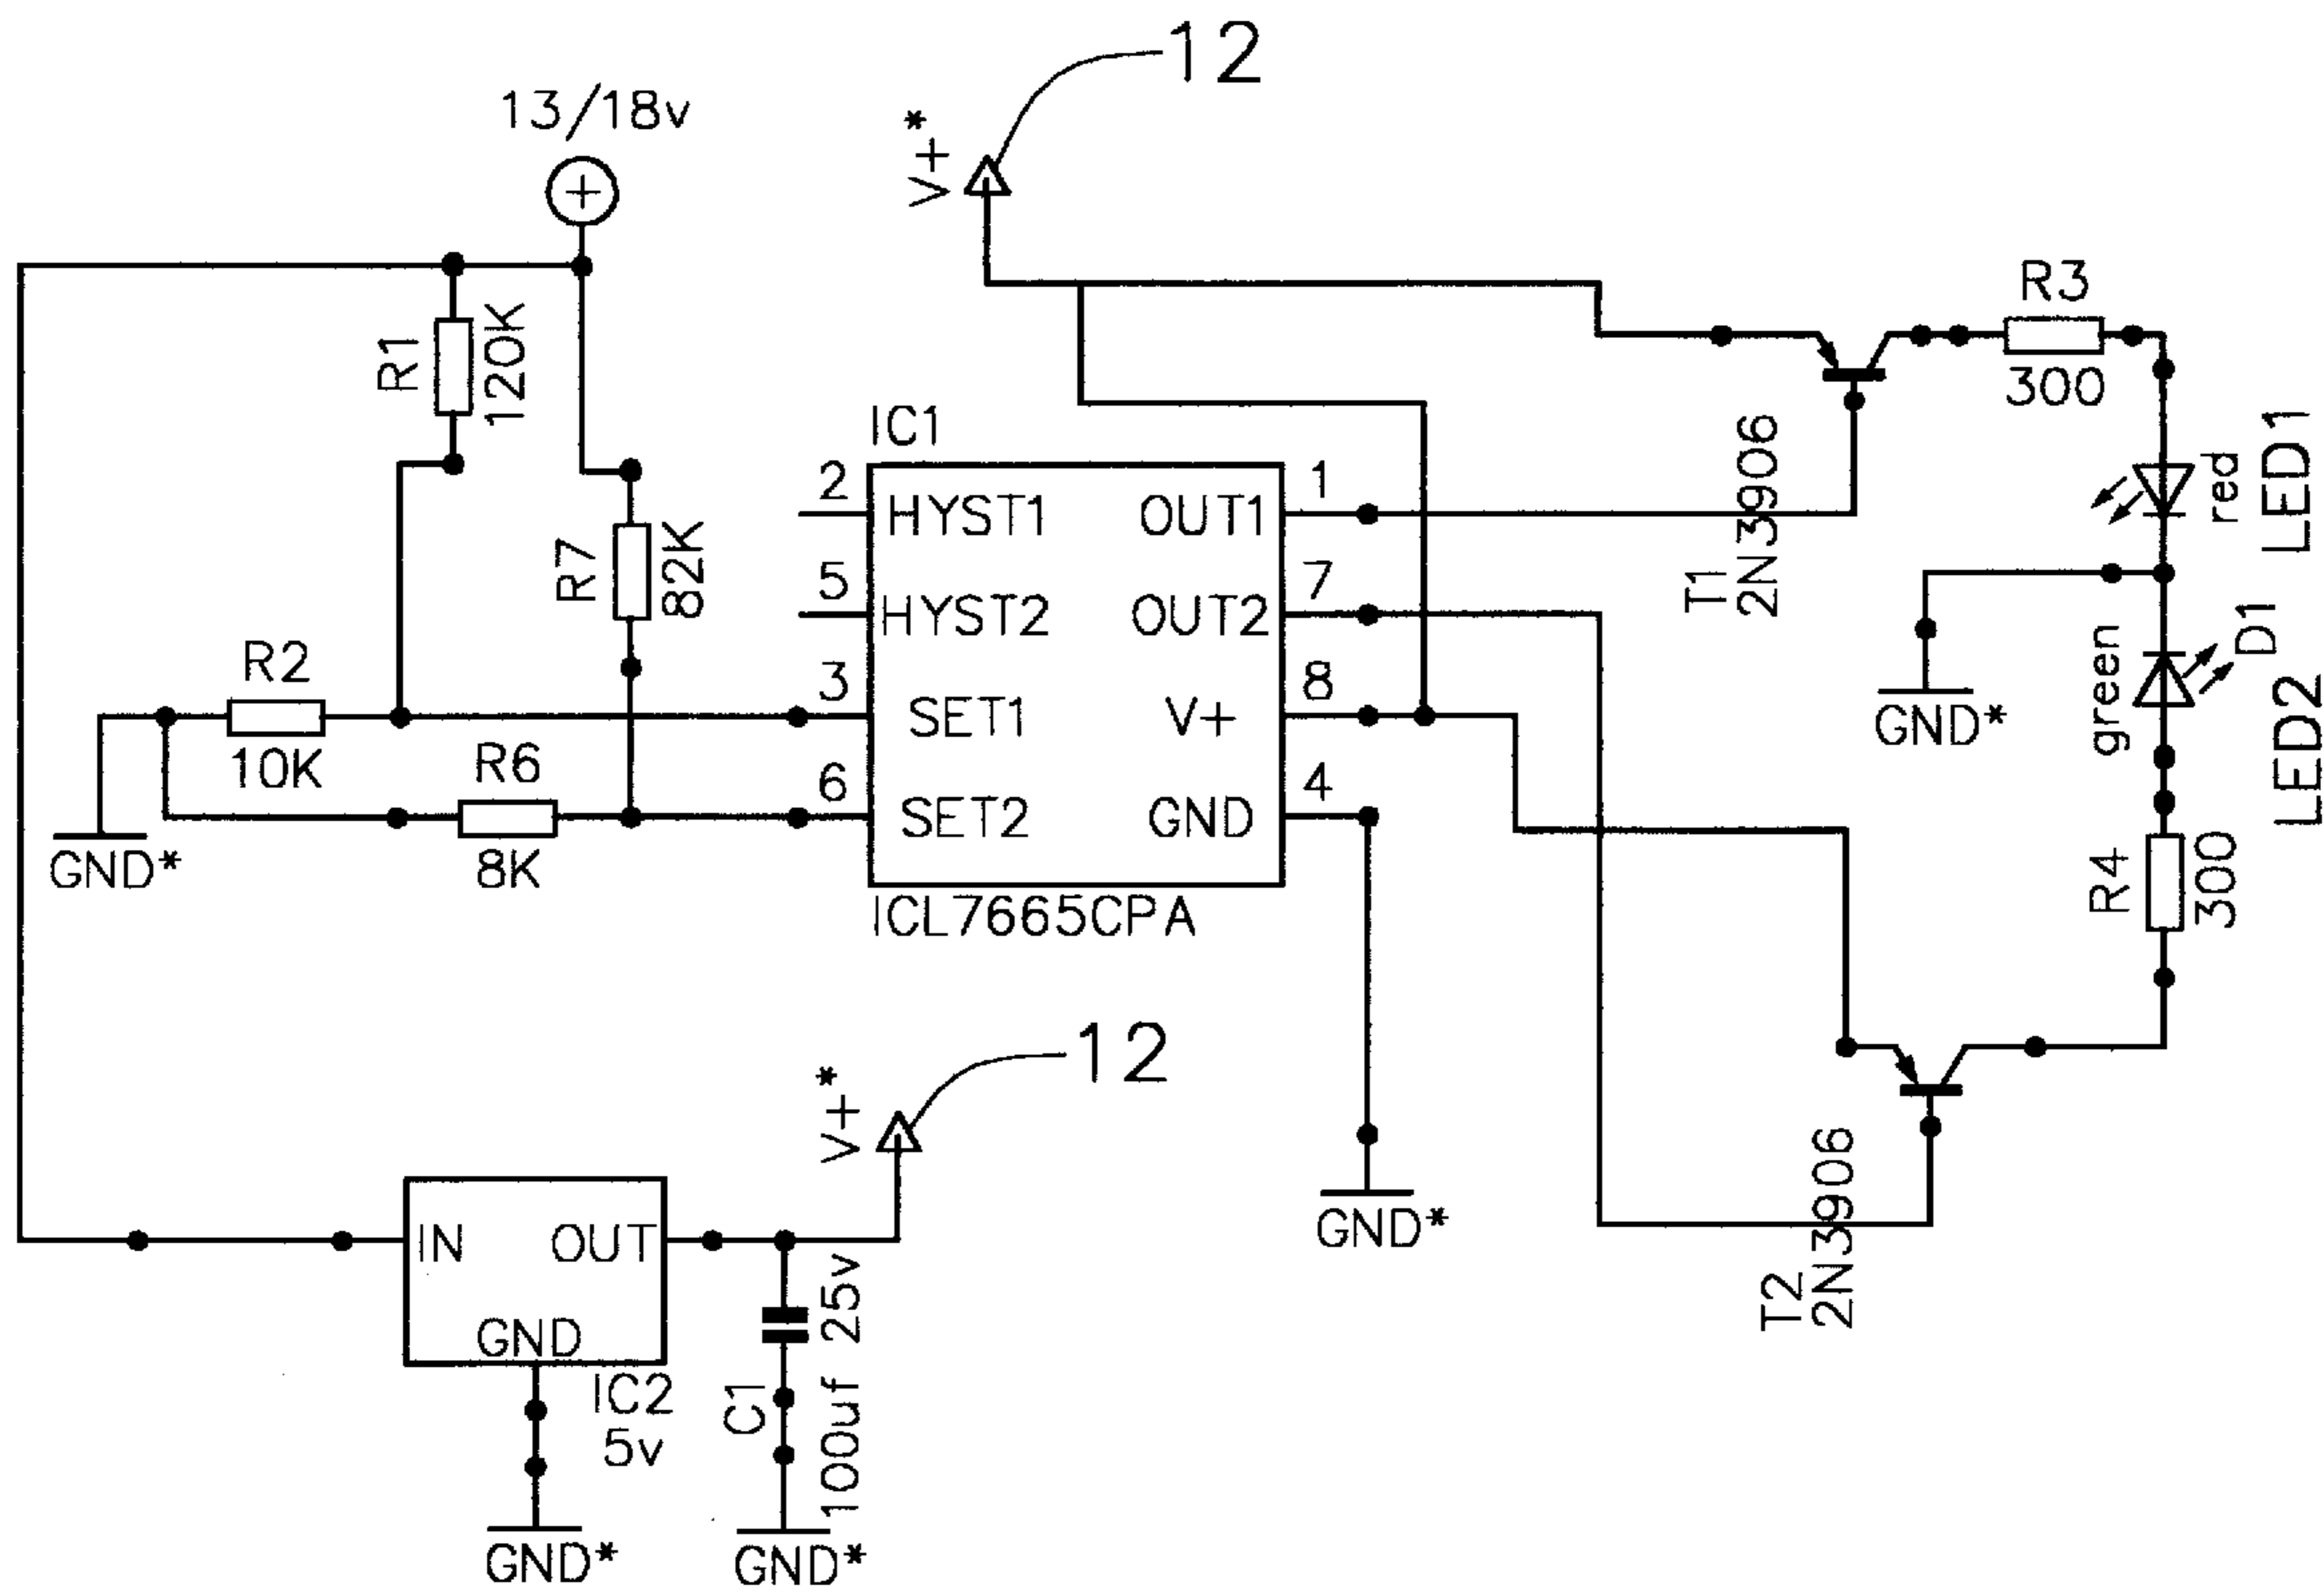 12
13/18v
V+*
R3
300
R1
120K
IC1
2
HYST1
OUT1
1
5
HYST2
OUT2
7
3
SET1
V+
8
6
SET2
GND
4
ICL7665CPA
R7
82K
R2
10K
R6
8K
GND*
T1
2N3906
red
LED1
GND*
green
D1
LED2
R4
300
12
V+*
GND*
T2
2N3906
IN
OUT
GND
IC2
5v
C1
100uf 25v
GND*
GND*